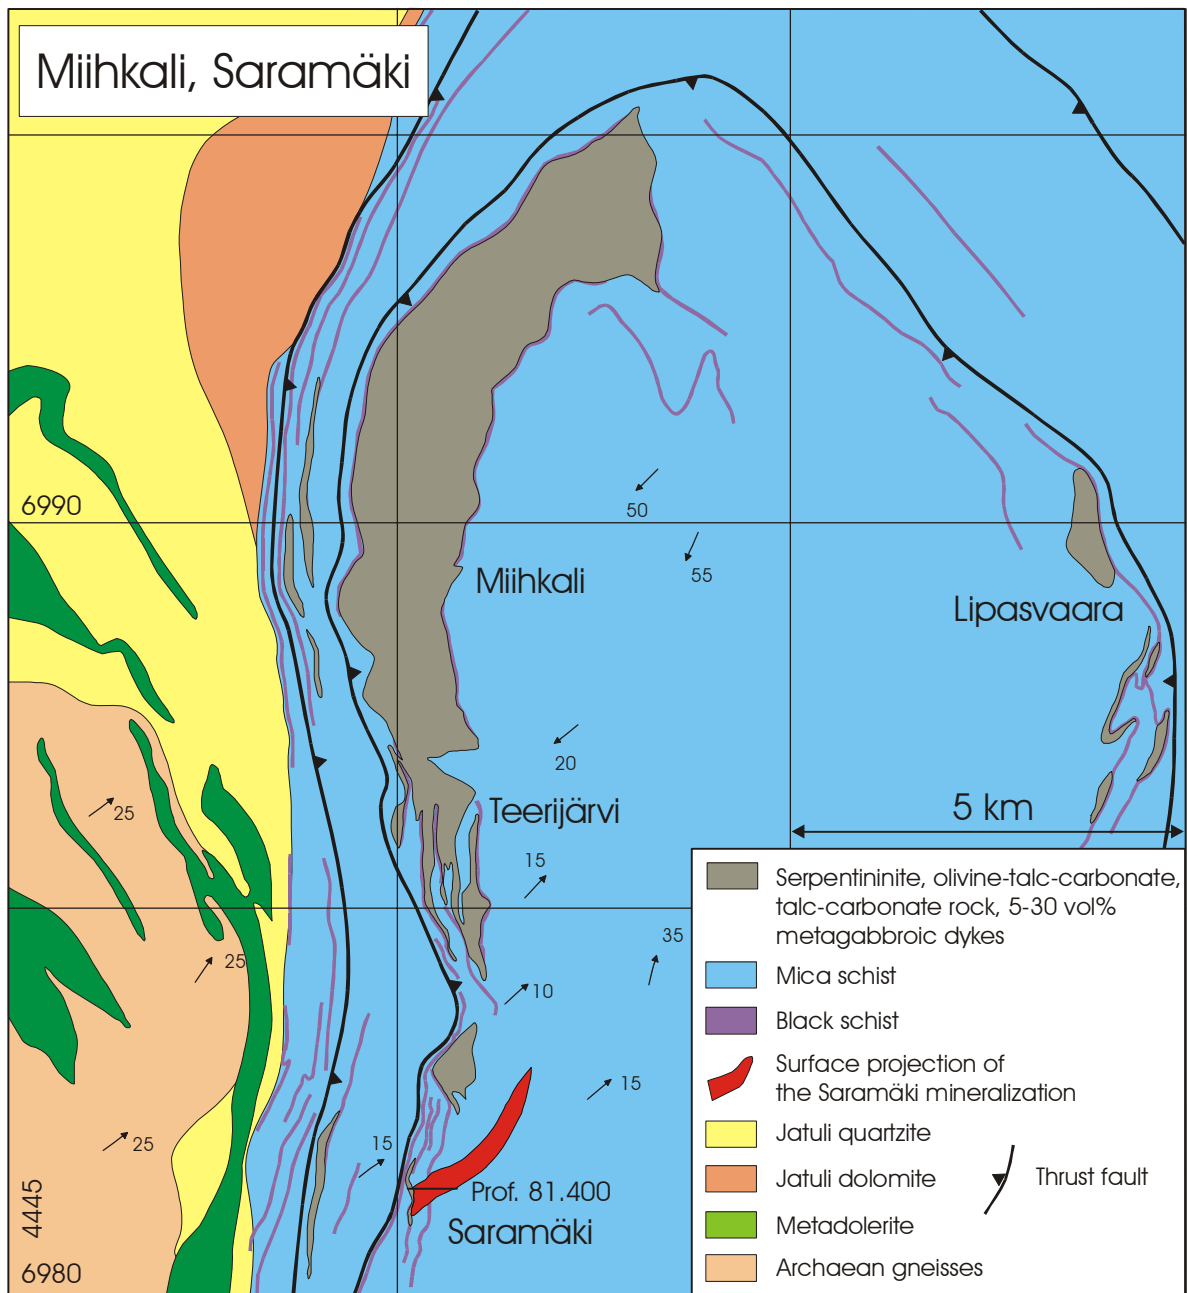 Miihkali, Saramäki
6990
50
55
Miihkali
Lipasvaara
20
25
Teerijärvi
5 km
15
35
25
10
15
25
15
Prof. 81.400
Saramäki
4445
6980
Serpentininite, olivine-talc-carbonate,
talc-carbonate rock, 5-30 vol%
metagabbroic dykes
Mica schist
Black schist
Surface projection of
the Saramäki mineralization
Jatuli quartzite
Jatuli dolomite
Thrust fault
Metadolerite
Archaean gneisses